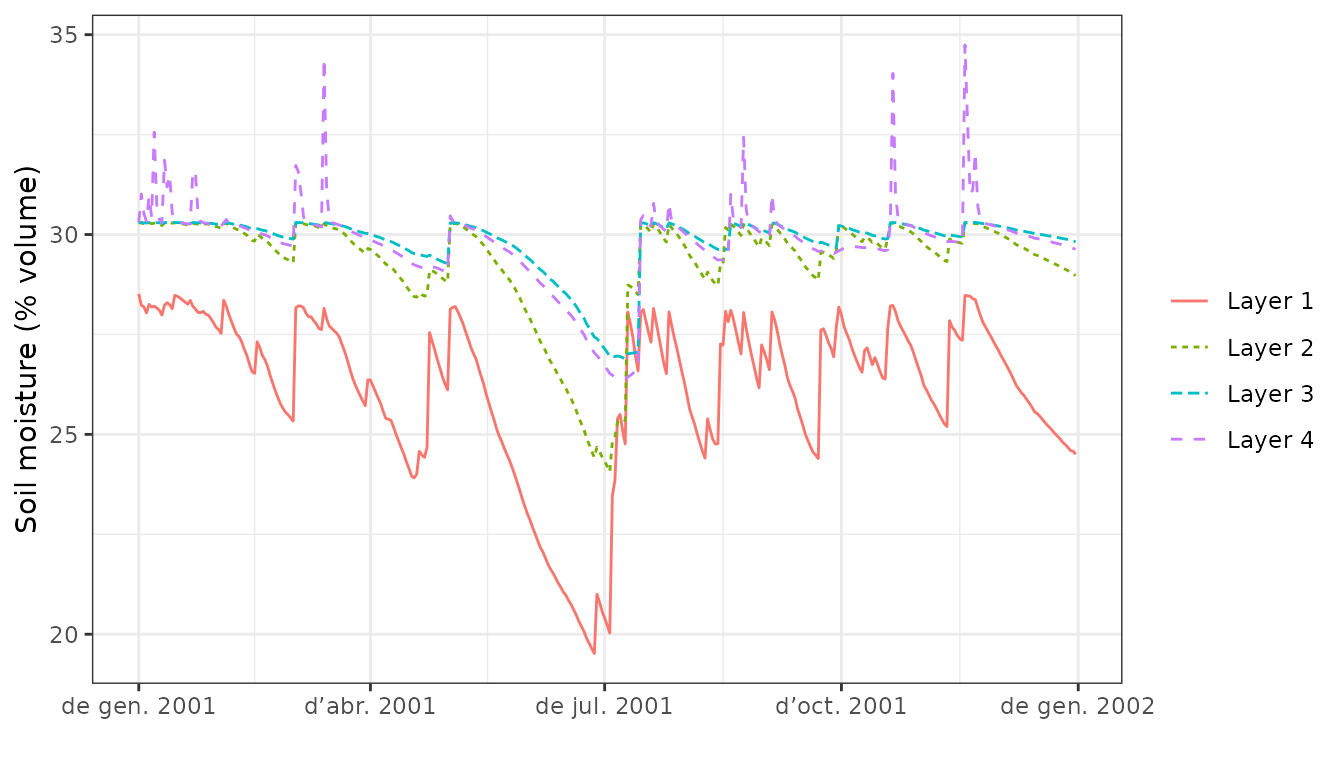 Soil moisture (% volume)
35
30
25
20
de gen. 2001
d’abr. 2001
de jul. 2001
d’oct. 2001
de gen. 2002
Layer 1
Layer 2
Layer 3
Layer 4